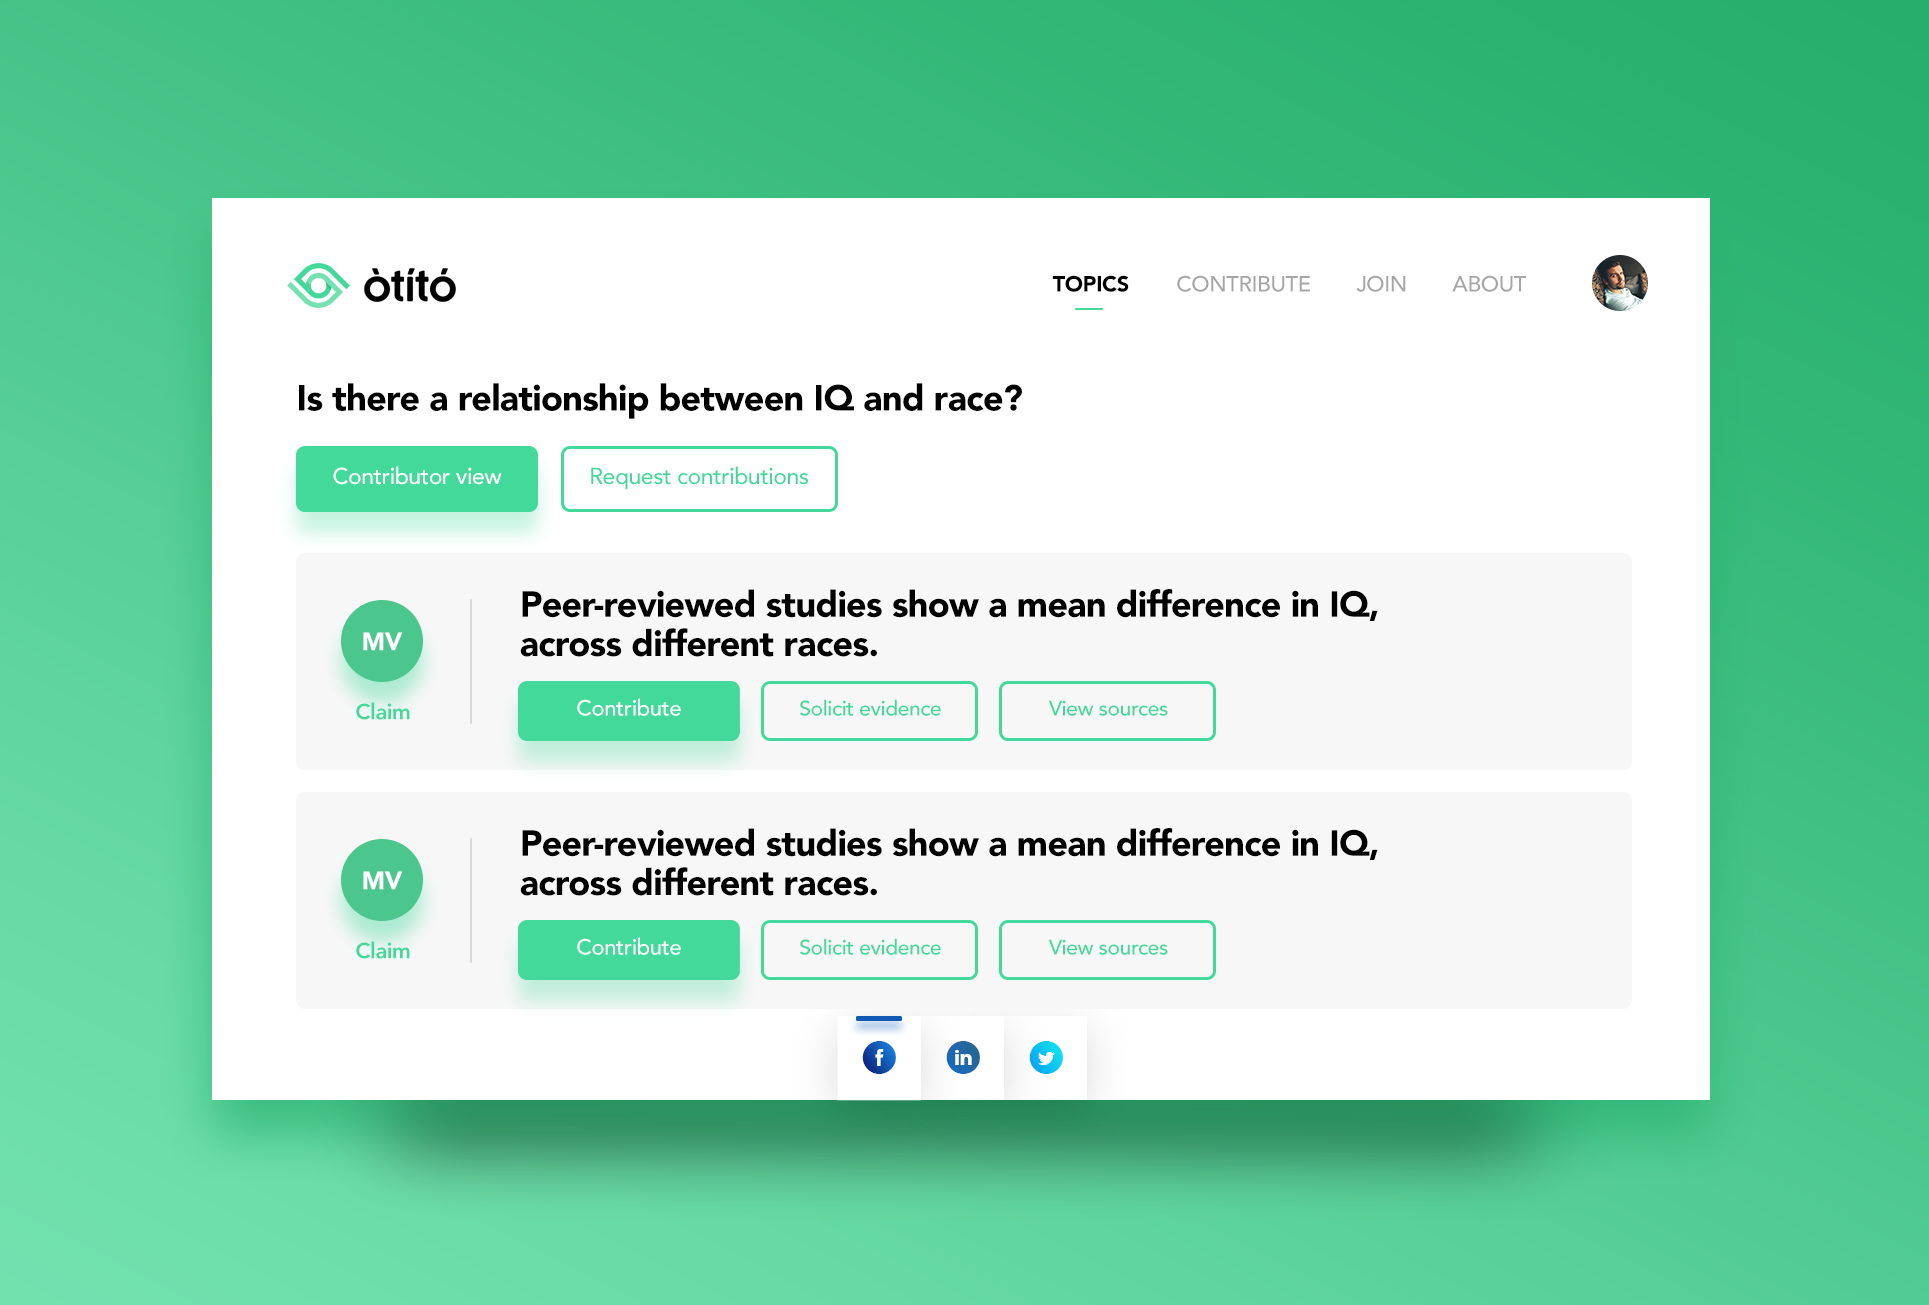 òtító
TOPICS
CONTRIBUTE
JOIN
ABOUT
Is there a relationship between IQ and race?
Contributor view
Request contributions
MV
Claim
Peer-reviewed studies show a mean difference in IQ,
across different races.
Contribute
Solicit evidence
View sources
MV
Claim
Peer-reviewed studies show a mean difference in IQ,
across different races.
Contribute
Solicit evidence
View sources
f
in